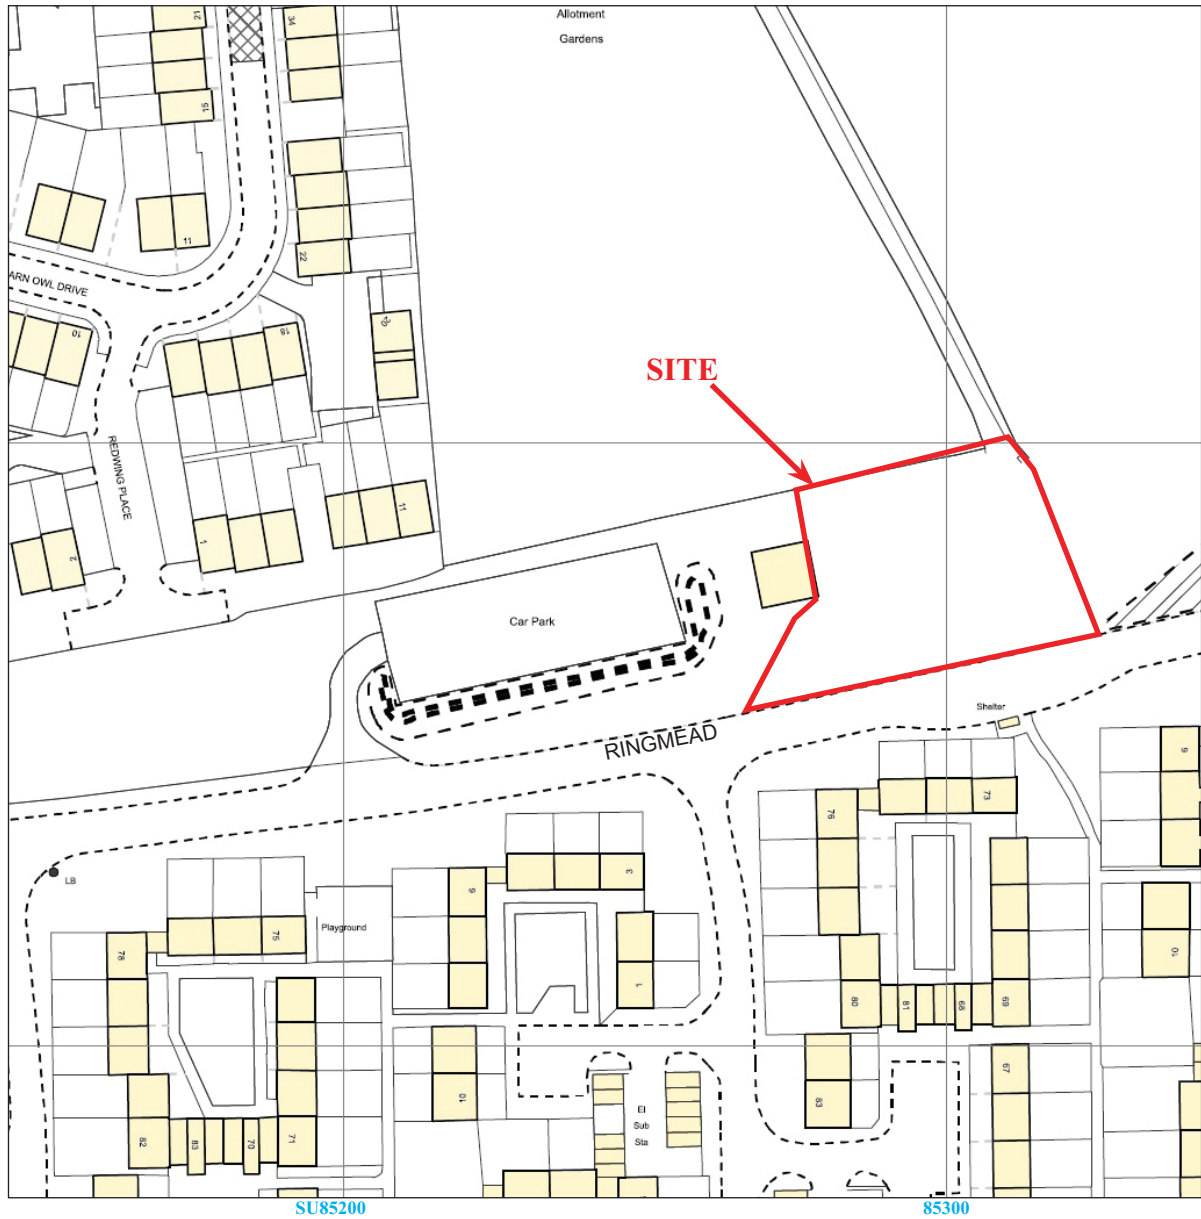 Allotment
Gardens
21
34
15
11
22
ARN OWL DRIVE
10
18
SITE
REDWING PLACE
11
1
2
Car Park
RINGMEAD
Shelter
9
73
76
LB
3
9
75
Playground
78
1
10
80
81
68
69
67
10
83
El
Sub
Sta
82
83
70
71
SU85200
85300